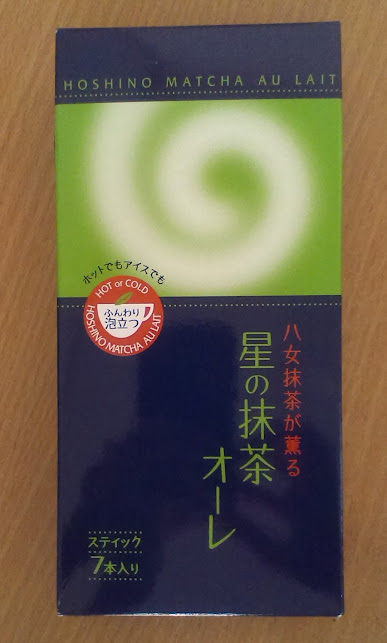 HOSHINO MATCHA AU LAIT
ホットでもアイスでも
HOT or COLD
ふんわり
泡立つ
HOSHINO MATCHA AU LAIT
八女抹茶が薫る
星の抹茶
オーレ
スティック
7本入り